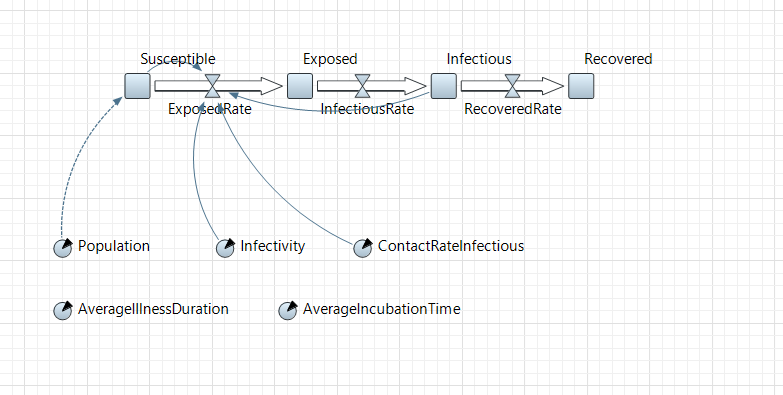 Susceptible Exposed Infectious Recovered
ExposedRate InfectiousRate RecoveredRate
Population Infectivity ContactRateInfectious
AverageIllnessDuration AverageIncubationTime